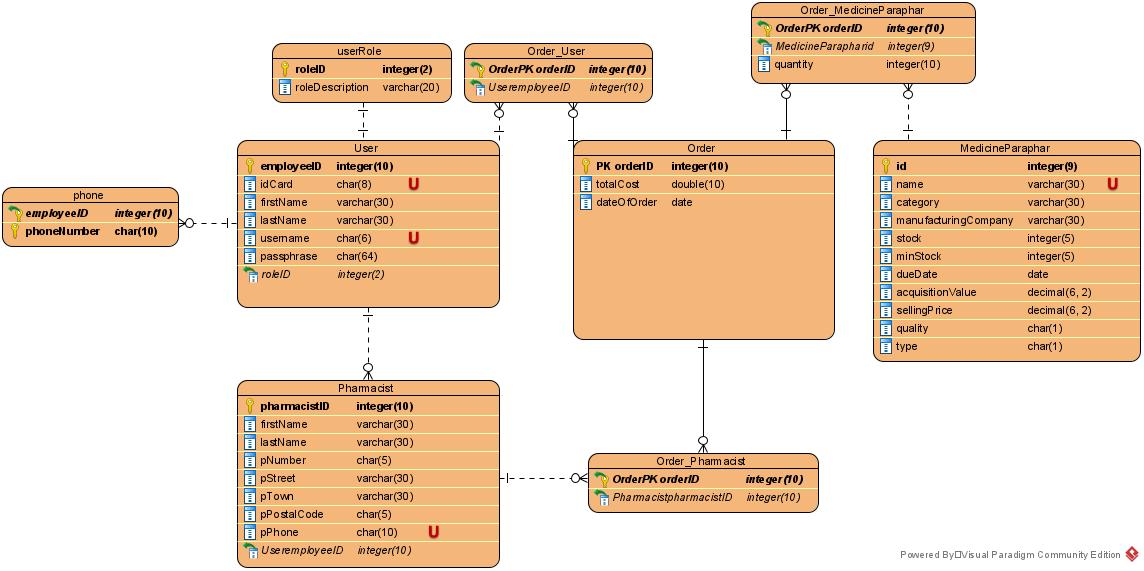 Order_MedicineParaphar
OrderPK orderID integer(10)
MedicineParapharid integer(9)
quantity integer(10)
userRole
roleID integer(2)
roleDescription varchar(20)
Order_User
OrderPK orderID integer(10)
UseremployeeID integer(10)
User
employeeID integer(10)
idCard char(8) U
firstName varchar(30)
lastName varchar(30)
username char(6) U
passphrase char(64)
roleID integer(2)
Order
PK orderID integer(10)
totalCost double(10)
dateOfOrder date
MedicineParaphar
id integer(9)
name varchar(30) U
category varchar(30)
manufacturingCompany varchar(30)
stock integer(5)
minStock integer(5)
dueDate date
acquisitionValue decimal(6, 2)
sellingPrice decimal(6, 2)
quality char(1)
type char(1)
phone
employeeID integer(10)
phoneNumber char(10)
Pharmacist
pharmacistID integer(10)
firstName varchar(30)
lastName varchar(30)
pNumber char(5)
pStreet varchar(30)
pTown varchar(30)
pPostalCode char(5)
pPhone char(10) U
UseremployeeID integer(10)
Order_Pharmacist
OrderPK orderID integer(10)
PharmacistpharmacistID integer(10)
Powered By Visual Paradigm Community Edition